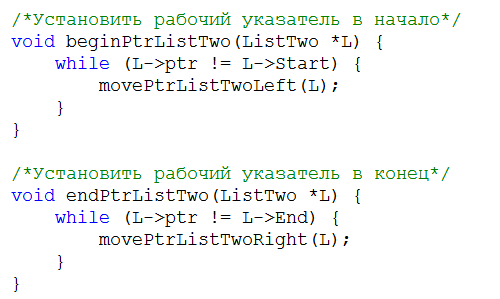 /*Установить рабочий указатель в начало*/
void beginPtrListTwo(ListTwo *L) {
    while (L->ptr != L->Start) {
        movePtrListTwoLeft(L);
    }
}

/*Установить рабочий указатель в конец*/
void endPtrListTwo(ListTwo *L) {
    while (L->ptr != L->End) {
        movePtrListTwoRight(L);
    }
}